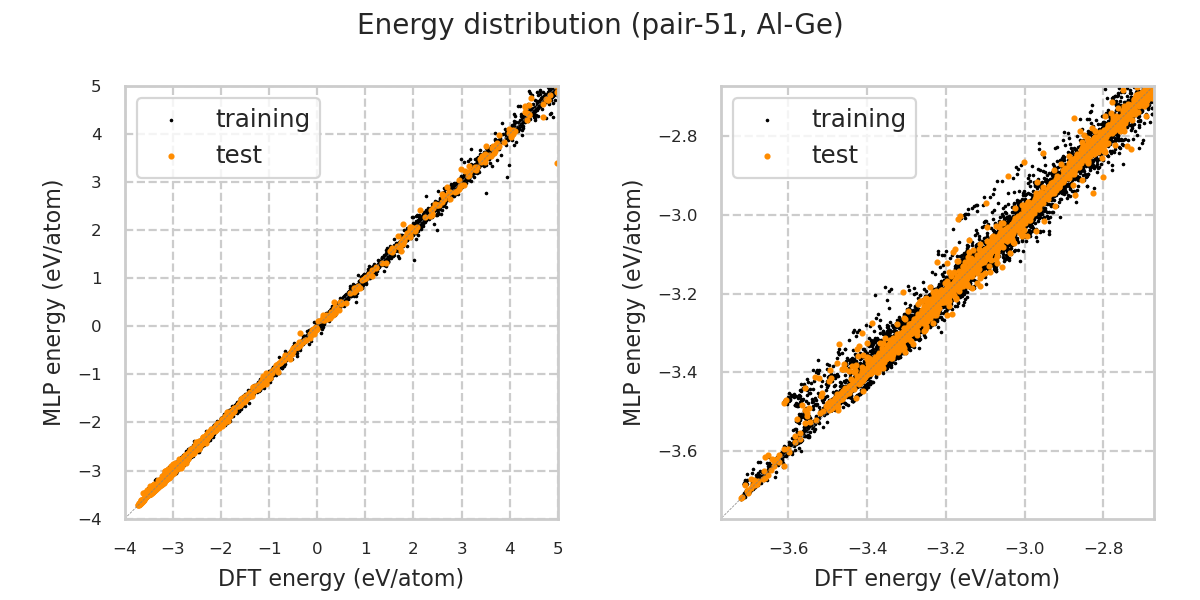 Energy distribution (pair-51, Al-Ge)
5
4
3
2
1
0
−1
−2
−3
−4
MLP energy (eV/atom)
training
test
−4 −3 −2 −1 0 1 2 3 4 5
DFT energy (eV/atom)
−2.8
−3.0
−3.2
−3.4
−3.6
MLP energy (eV/atom)
training
test
−3.6 −3.4 −3.2 −3.0 −2.8
DFT energy (eV/atom)